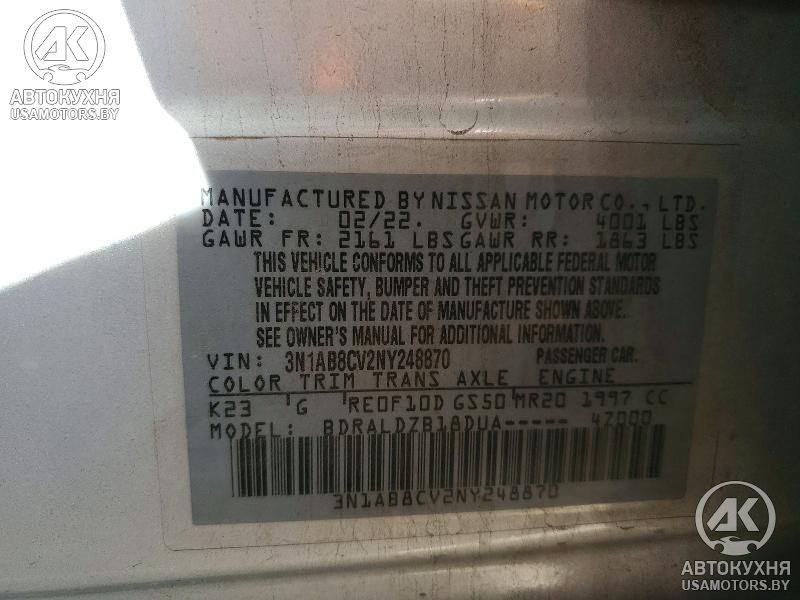 АК
АВТОКУХНЯ
USAMOTORS.BY
MANUFACTURED BY NISSAN MOTOR CO., LTD.
DATE: 02/22. GVWR: 4001 LBS
GAWR FR: 2161 LBS GAWR RR: 1863 LBS
THIS VEHICLE CONFORMS TO ALL APPLICABLE FEDERAL MOTOR
VEHICLE SAFETY, BUMPER AND THEFT PREVENTION STANDARDS
IN EFFECT ON THE DATE OF MANUFACTURE SHOWN ABOVE.
SEE OWNER'S MANUAL FOR ADDITIONAL INFORMATION.
VIN: 3N1AB8CV2NY248870 PASSENGER CAR.
COLOR TRIM TRANS AXLE ENGINE
K23 G RE0F10D GS50 MR20 1997 CC
MODEL: BDRALDZB18DUA----- 4Z000
3N1AB8CV2NY248870
АК
АВТОКУХНЯ
USAMOTORS.BY